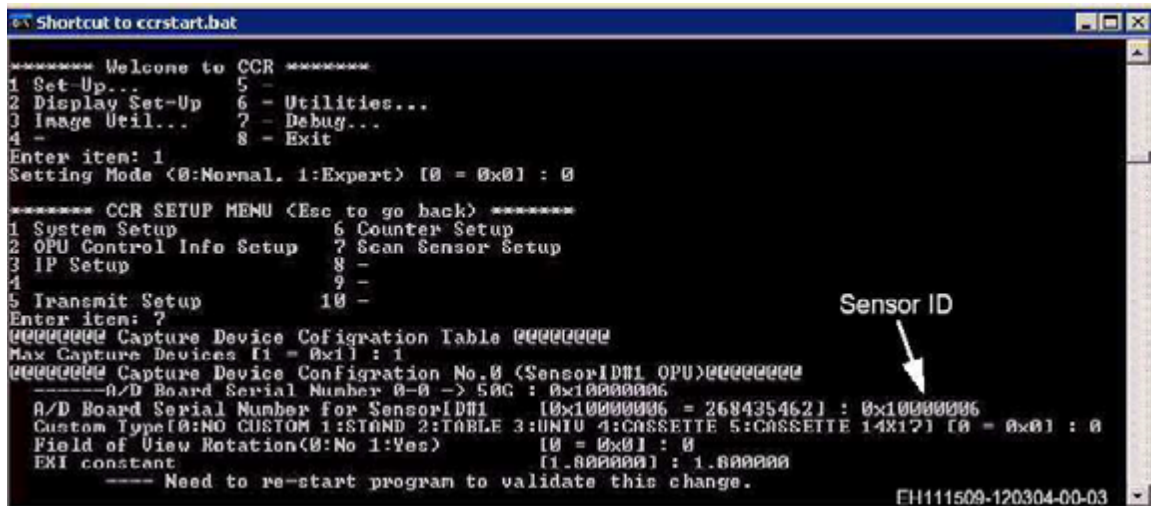 Shortcut to ccrstart.bat
******* Welcome to CCR *******
1 Set-Up... 5 -
2 Display Set-Up 6 - Utilities...
3 Image Util... 7 - Debug...
4 - 8 - Exit
Enter item: 1
Setting Mode (0:Normal, 1:Expert) [0 = 0x0] : 0
******* CCR SETUP MENU (Esc to go back) *******
1 System Setup 6 Counter Setup
2 OPU Control Info Setup 7 Scan Sensor Setup
3 IP Setup 8 -
4 9 -
5 Transmit Setup 10 -
Enter item: 7
Sensor ID
@@@@@@@@ Capture Device Cofigration Table @@@@@@@@
Max Capture Devices [1 = 0x1] : 1
@@@@@@@@ Capture Device Configration No.0 (SensorID#1 OPU)@@@@@@@@
------A/D Board Serial Number 0-0 -> 50G : 0x10000006
A/D Board Serial Number for SensorID#1 [0x10000006 = 268435462] : 0x10000006
Custom Type[0:NO CUSTOM 1:STAND 2:TABLE 3:UNIV 4:CASSETTE 5:CASSETTE 14X17] [0 = 0x0] : 0
Field of View Rotation(0:No 1:Yes) [0 = 0x0] : 0
EXI constant [1.800000] : 1.800000
---- Need to re-start program to validate this change.
EH111509-120304-00-03